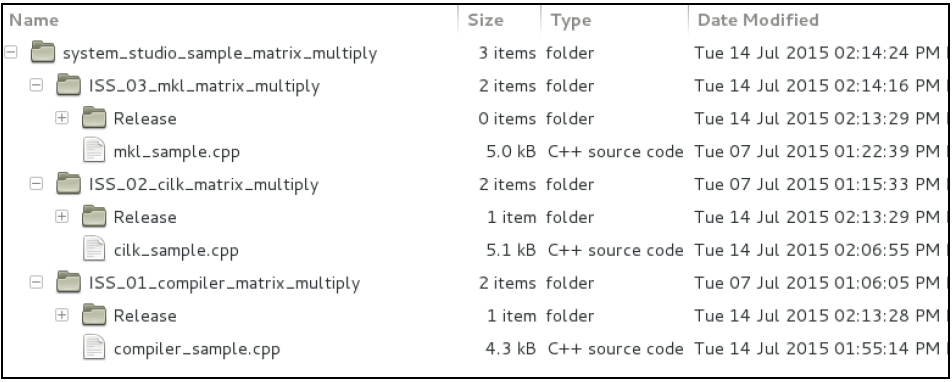 Name Size Type Date Modified
system_studio_sample_matrix_multiply 3 items folder Tue 14 Jul 2015 02:14:24 PM
ISS_03_mkl_matrix_multiply 2 items folder Tue 14 Jul 2015 02:14:16 PM
Release 0 items folder Tue 14 Jul 2015 02:13:29 PM
mkl_sample.cpp 5.0 kB C++ source code Tue 07 Jul 2015 01:22:39 PM
ISS_02_cilk_matrix_multiply 2 items folder Tue 07 Jul 2015 01:15:33 PM
Release 1 item folder Tue 14 Jul 2015 02:13:29 PM
cilk_sample.cpp 5.1 kB C++ source code Tue 14 Jul 2015 02:06:55 PM
ISS_01_compiler_matrix_multiply 2 items folder Tue 07 Jul 2015 01:06:05 PM
Release 1 item folder Tue 14 Jul 2015 02:13:28 PM
compiler_sample.cpp 4.3 kB C++ source code Tue 14 Jul 2015 01:55:14 PM